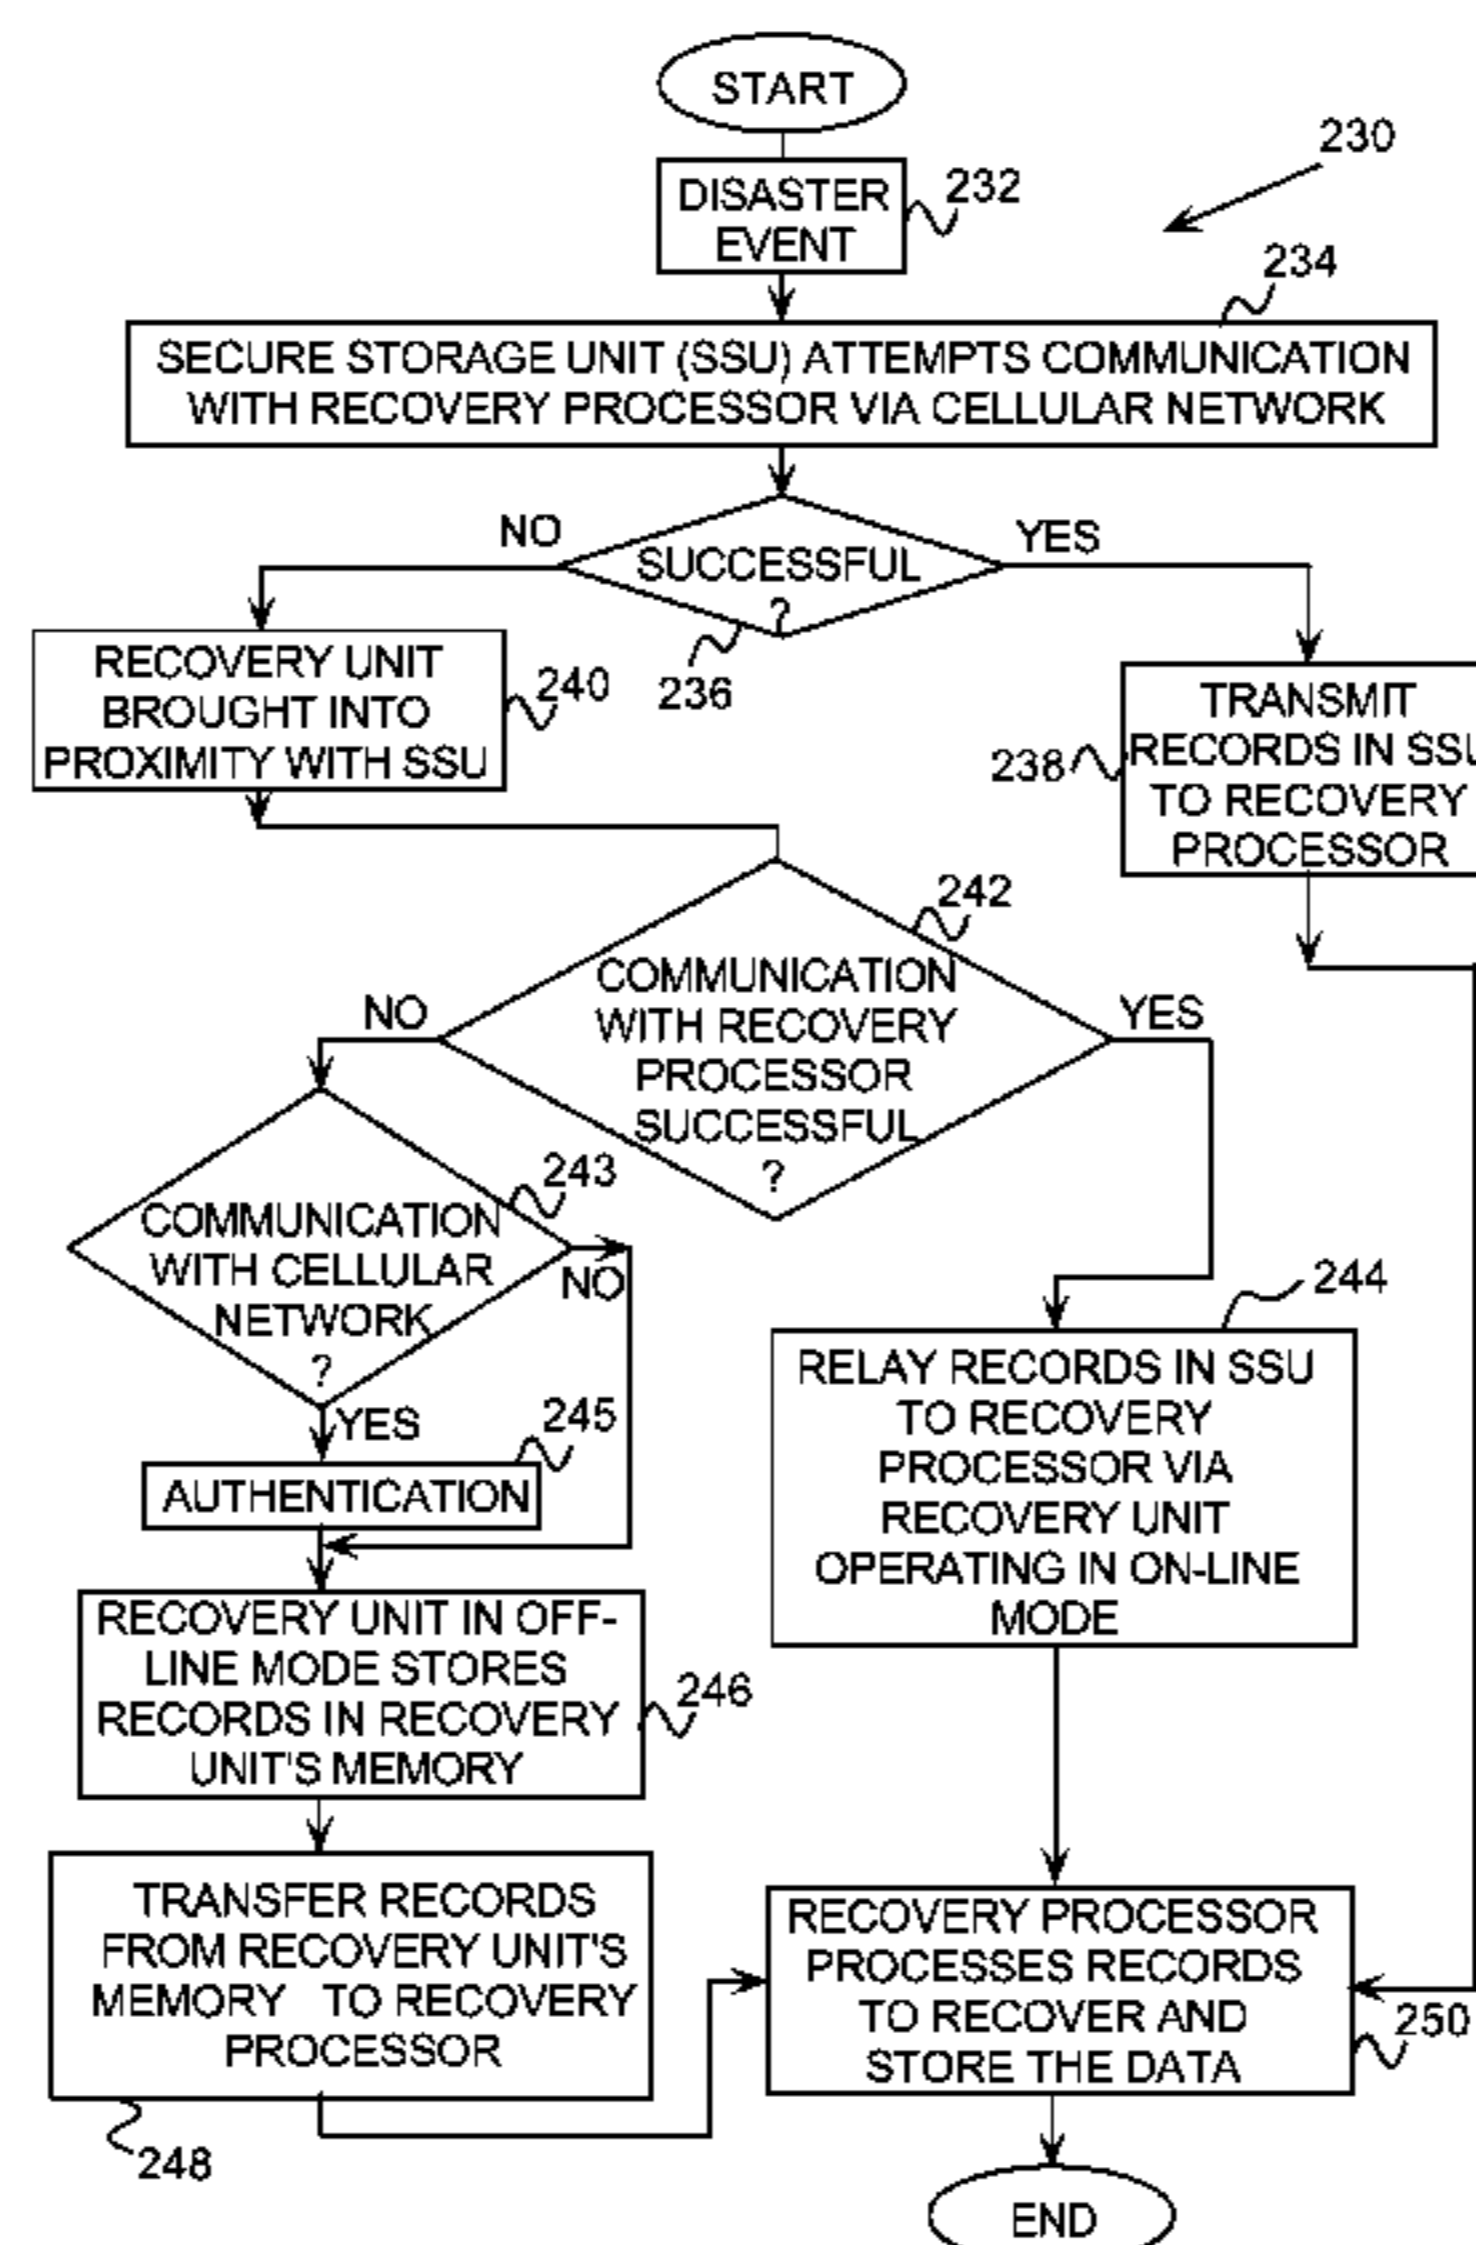 START
230
DISASTER
EVENT
232
234
SECURE STORAGE UNIT (SSU) ATTEMPTS COMMUNICATION
WITH RECOVERY PROCESSOR VIA CELLULAR NETWORK
NO
YES
SUCCESSFUL
?
236
RECOVERY UNIT
BROUGHT INTO
PROXIMITY WITH SSU
240
TRANSMIT
RECORDS IN SSU
TO RECOVERY
PROCESSOR
238
242
COMMUNICATION
WITH RECOVERY
PROCESSOR
SUCCESSFUL
?
NO
YES
243
COMMUNICATION
WITH CELLULAR
NETWORK
?
NO
YES
245
AUTHENTICATION
244
RELAY RECORDS IN SSU
TO RECOVERY
PROCESSOR VIA
RECOVERY UNIT
OPERATING IN ON-LINE
MODE
RECOVERY UNIT IN OFF-
LINE MODE STORES
RECORDS IN RECOVERY
UNIT'S MEMORY
246
TRANSFER RECORDS
FROM RECOVERY UNIT'S
MEMORY TO RECOVERY
PROCESSOR
248
RECOVERY PROCESSOR
PROCESSES RECORDS
TO RECOVER AND
STORE THE DATA
250
END